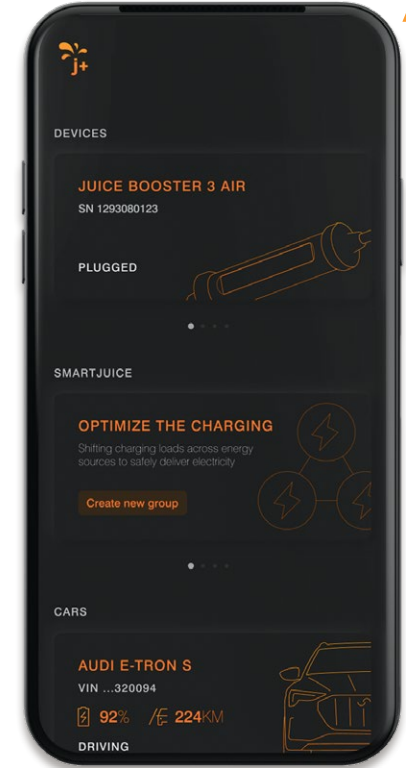 j+
DEVICES
JUICE BOOSTER 3 AIR
SN 1293080123
PLUGGED
SMARTJUICE
OPTIMIZE THE CHARGING
Shifting charging loads across energy
sources to safely deliver electricity
Create new group
CARS
AUDI E-TRON S
VIN ...320094
92% 224KM
DRIVING